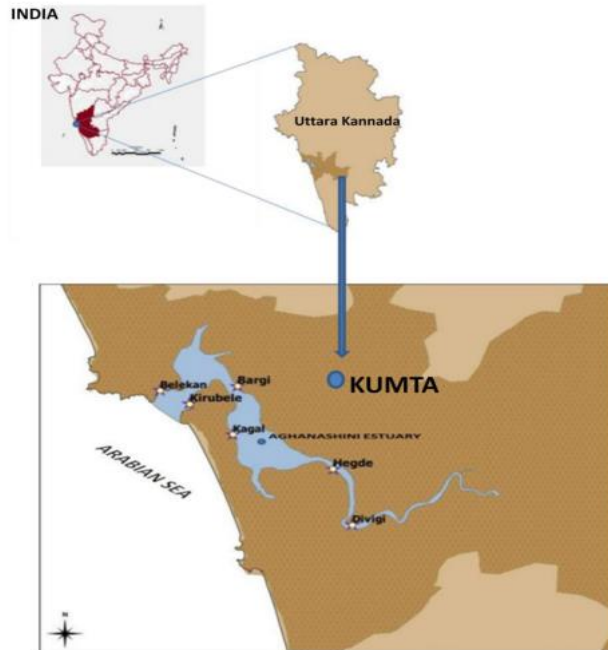 INDIA
Uttara Kannada
KUMTA
Belekan
Bargi
Kirubele
Kagal
AGHANASHINI ESTUARY
Hegde
ARABIAN SEA
Divigi
N